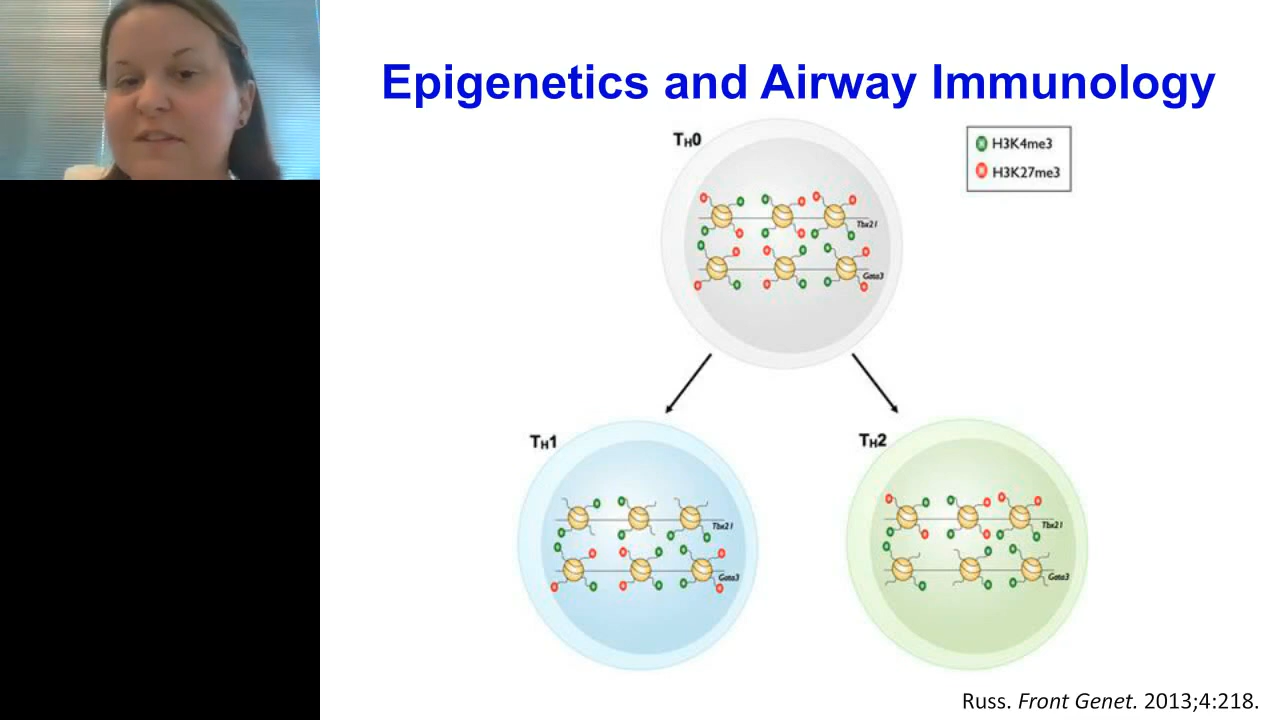 Epigenetics and Airway Immunology
TH0
H3K4me3
H3K27me3
Tbx21
Gata3
TH1
TH2
Tbx21
Gata3
Tbx21
Gata3
Russ. Front Genet. 2013;4:218.